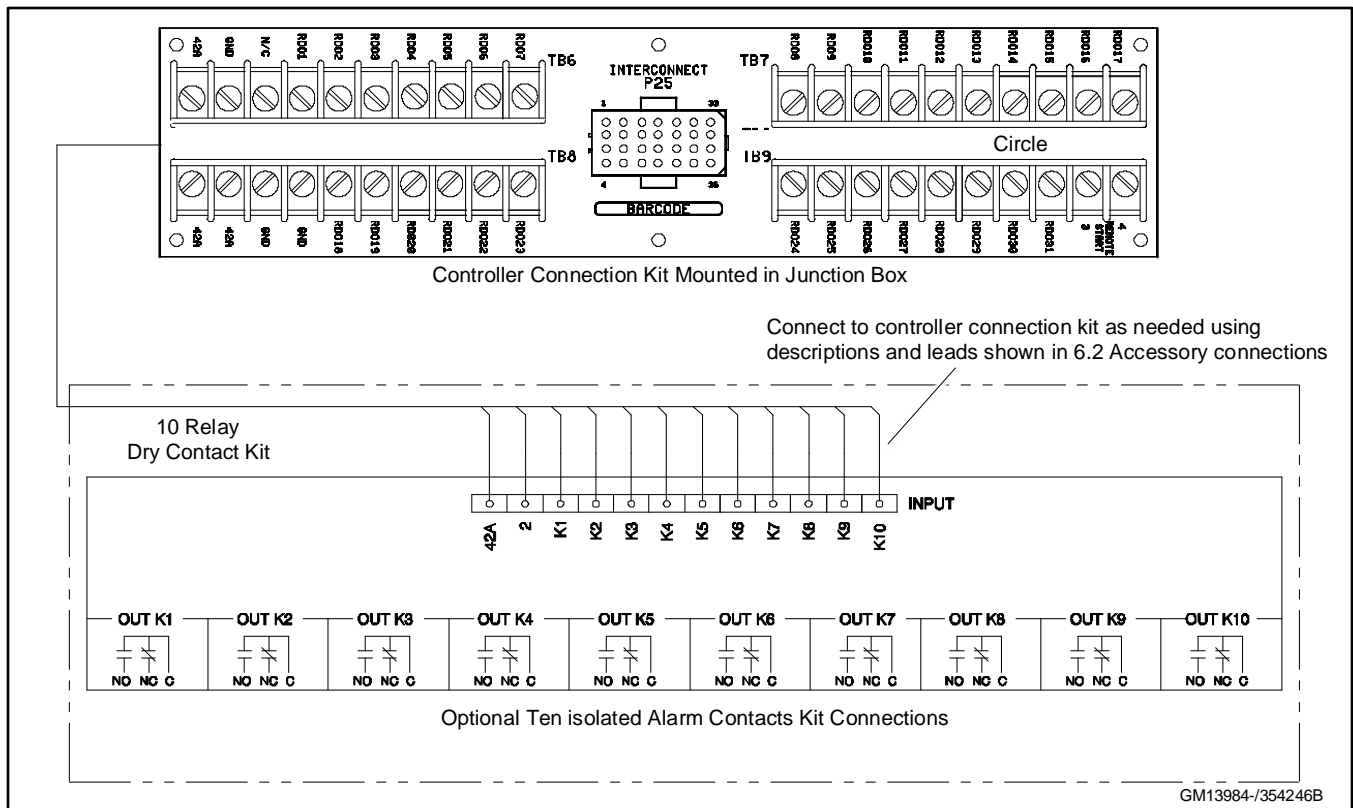 42A GND N/C RDO1 RDO2 RDO3 RDO4 RDO5 RDO6 RDO7
TB6
INTERCONNECT
P25
TB7
RDO8 RDO9 RDO10 RDO11 RDO12 RDO13 RDO14 RDO15 RDO16 RDO17
1 33
Circle
TB8
TB9
4 36
BARCODE
42A 42A GND GND RDO18 RDO19 RDO20 RDO21 RDO22 RDO23
RDO24 RDO25 RDO26 RDO27 RDO28 RDO29 RDO30 RDO31 3 REMOTE START 4
Controller Connection Kit Mounted in Junction Box
Connect to controller connection kit as needed using
descriptions and leads shown in 6.2 Accessory connections
10 Relay
Dry Contact Kit
INPUT
42A 2 K1 K2 K3 K4 K5 K6 K7 K8 K9 K10
OUT K1 OUT K2 OUT K3 OUT K4 OUT K5 OUT K6 OUT K7 OUT K8 OUT K9 OUT K10
NO NC C NO NC C NO NC C NO NC C NO NC C NO NC C NO NC C NO NC C NO NC C NO NC C
Optional Ten isolated Alarm Contacts Kit Connections
GM13984-/354246B